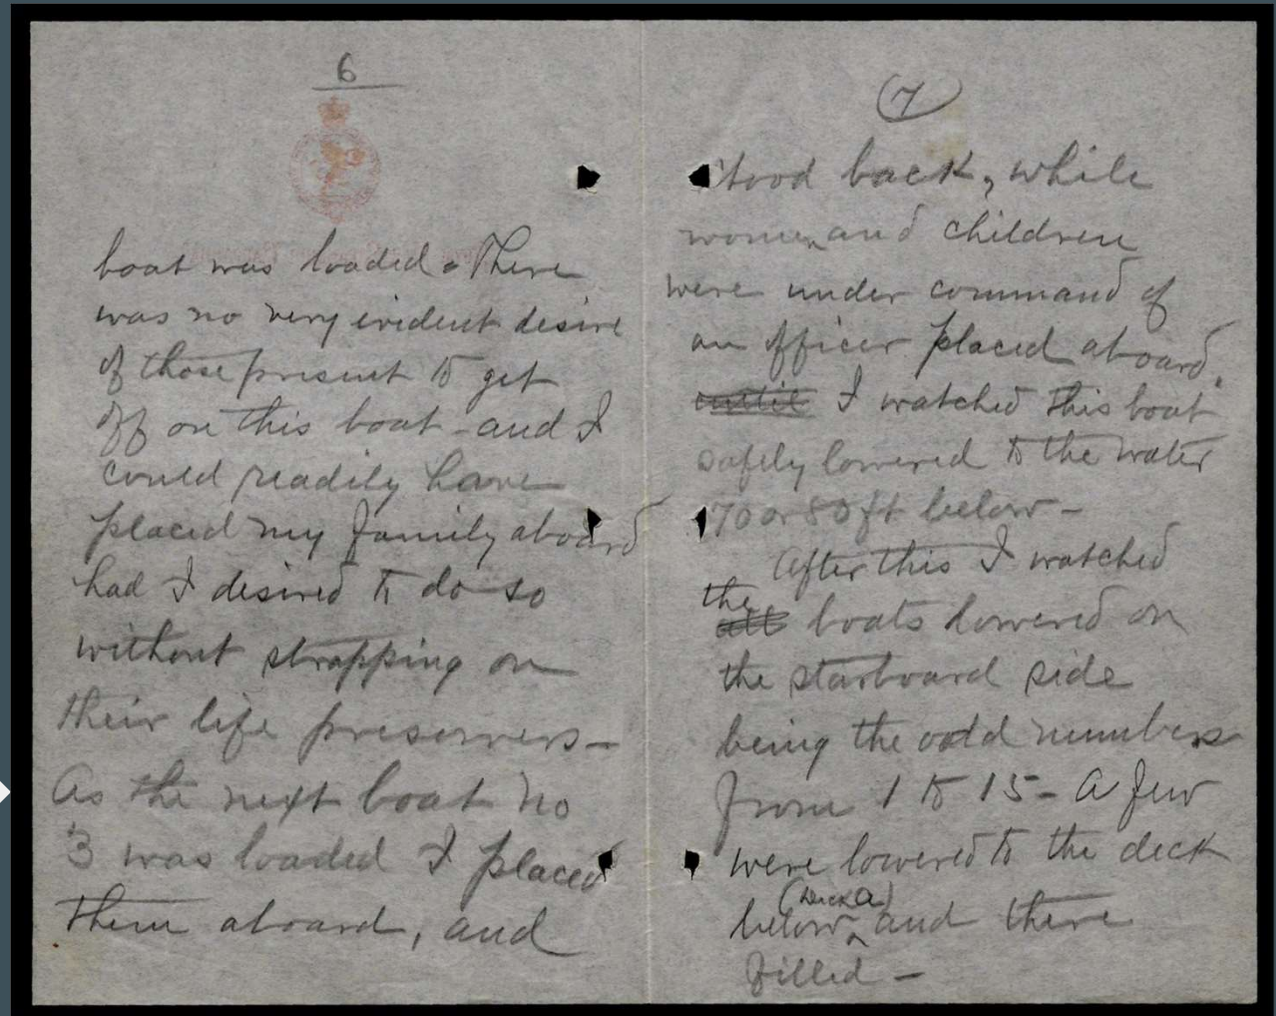 6
boat was loaded. There
was no very evident desire
of those present to get
off on this boat - and I
could readily have
placed my family aboard
had I desired to do so
without strapping on
their life preservers -
As the next boat No
3 was loaded I placed
them aboard, and
(7)
stood back, while
women and children
were under command of
an officer placed aboard.
until I watched this boat
safely lowered to the water
70 or 80 ft below -
After this I watched
the
all boats lowered on
the starboard side
being the odd numbers
from 1 to 15 - A few
were lowered to the deck
(Deck A)
below ^ and there
filled -